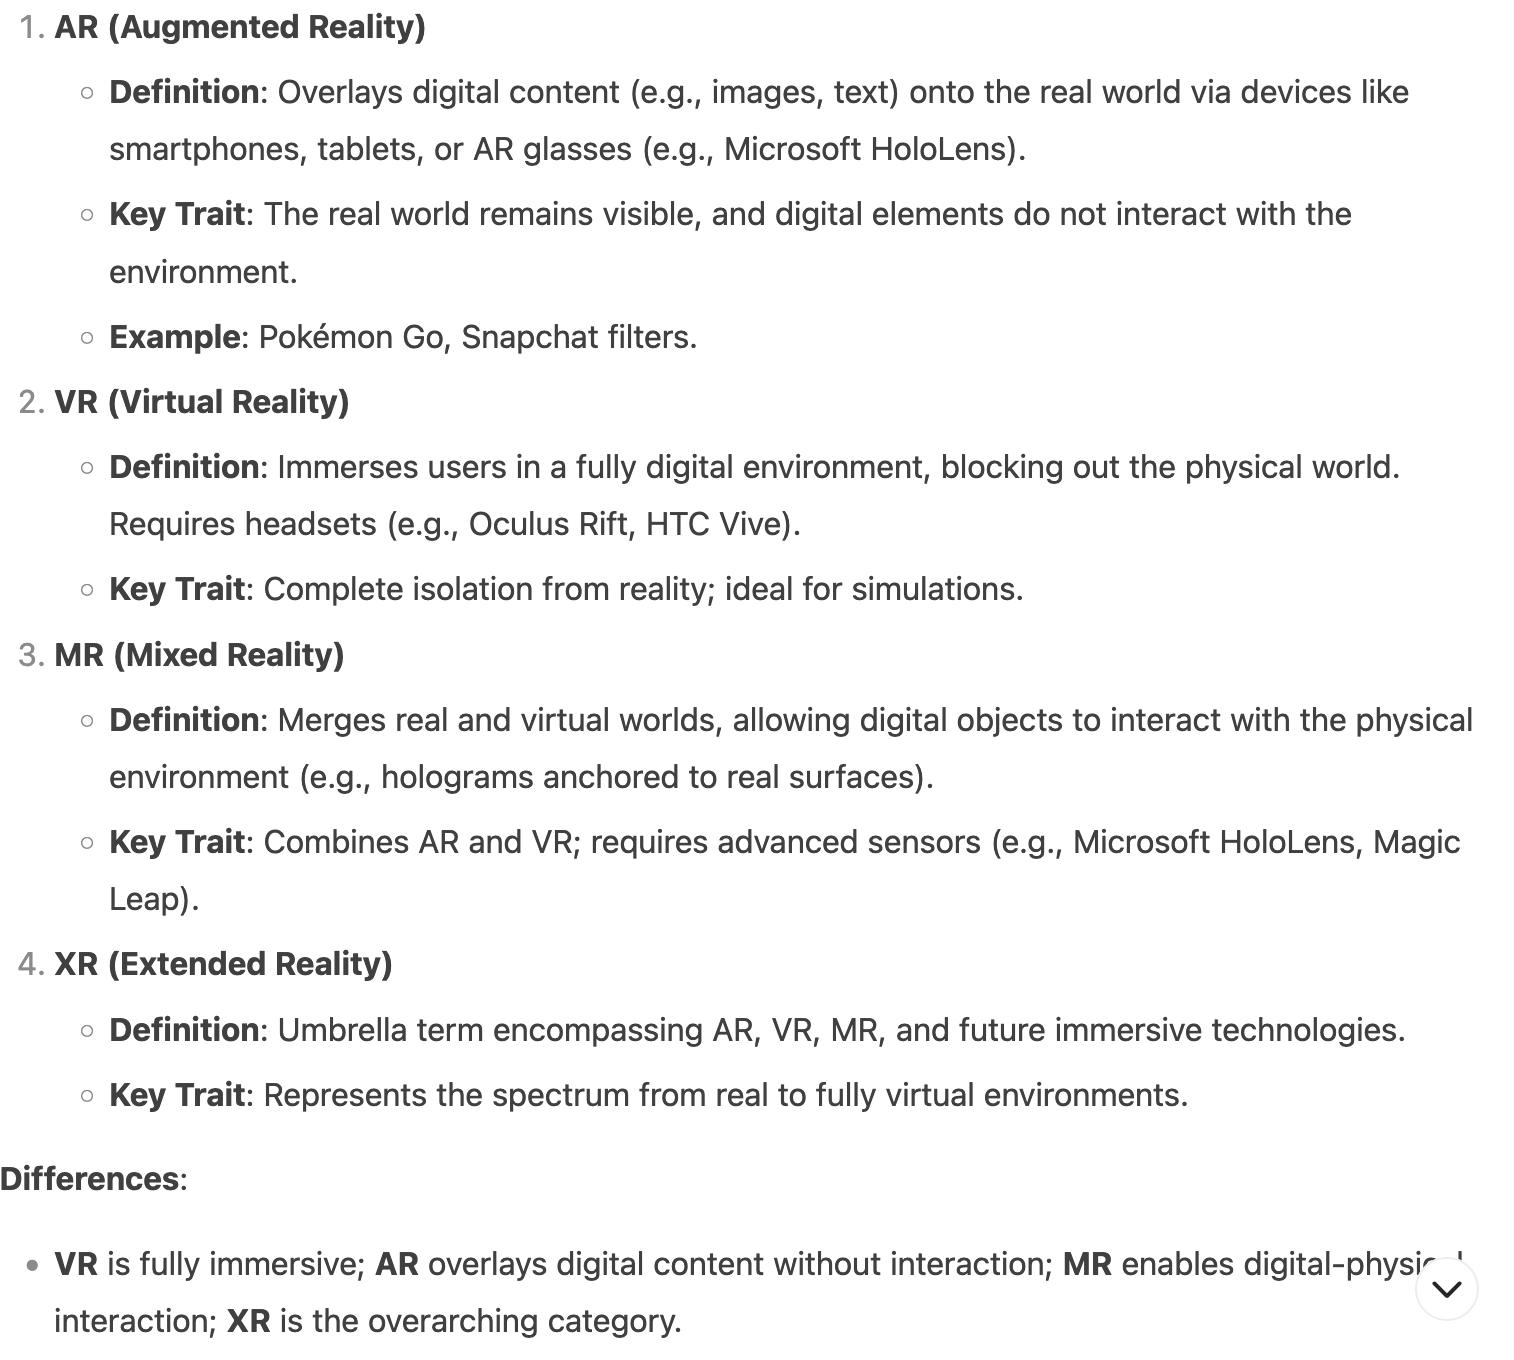 1. AR (Augmented Reality)
Definition: Overlays digital content (e.g., images, text) onto the real world via devices like
smartphones, tablets, or AR glasses (e.g., Microsoft HoloLens).
Key Trait: The real world remains visible, and digital elements do not interact with the
environment.
Example: Pokémon Go, Snapchat filters.
2. VR (Virtual Reality)
Definition: Immerses users in a fully digital environment, blocking out the physical world.
Requires headsets (e.g., Oculus Rift, HTC Vive).
Key Trait: Complete isolation from reality; ideal for simulations.
3. MR (Mixed Reality)
Definition: Merges real and virtual worlds, allowing digital objects to interact with the physical
environment (e.g., holograms anchored to real surfaces).
Key Trait: Combines AR and VR; requires advanced sensors (e.g., Microsoft HoloLens, Magic
Leap).
4. XR (Extended Reality)
Definition: Umbrella term encompassing AR, VR, MR, and future immersive technologies.
Key Trait: Represents the spectrum from real to fully virtual environments.
Differences:
VR is fully immersive; AR overlays digital content without interaction; MR enables digital-physical
interaction; XR is the overarching category.